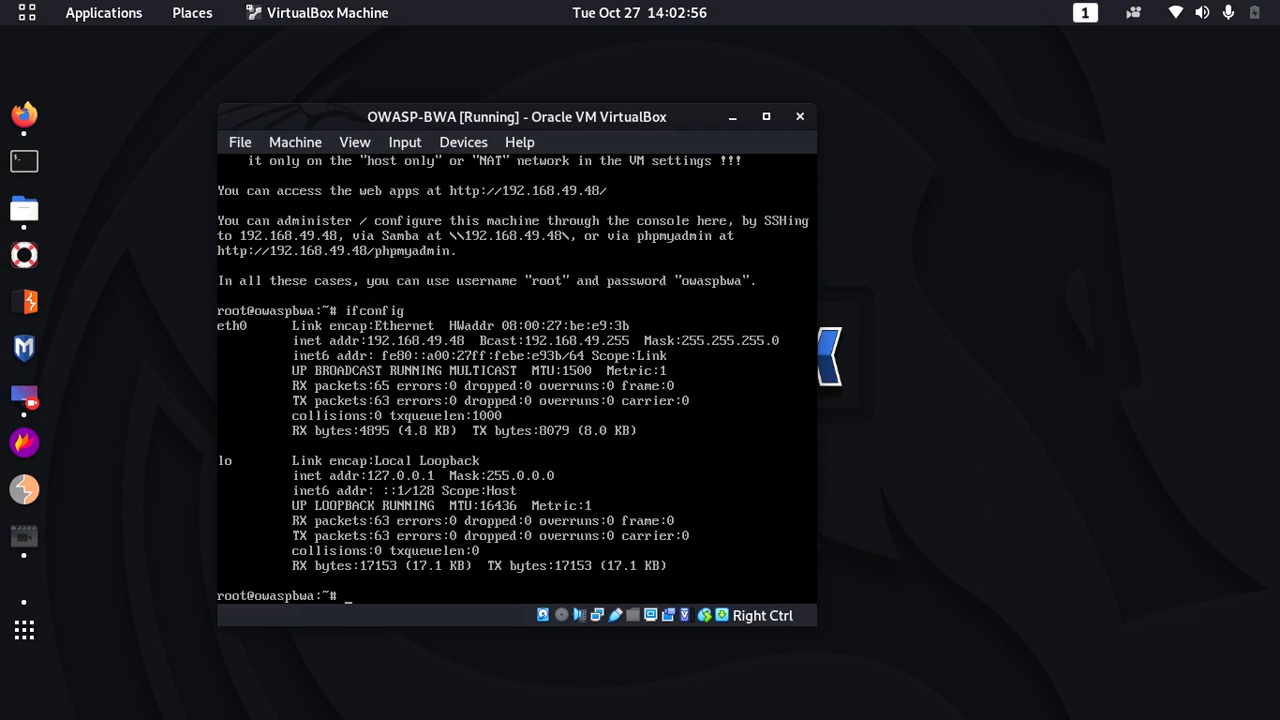 Applications Places VirtualBox Machine Tue Oct 27 14:02:56 1
OWASP-BWA [Running] - Oracle VM VirtualBox
File Machine View Input Devices Help
it only on the "host only" or "NAT" network in the VM settings !!!
You can access the web apps at http://192.168.49.48/
You can administer / configure this machine through the console here, by SSHing
to 192.168.49.48, via Samba at \\192.168.49.48\, or via phpmyadmin at
http://192.168.49.48/phpmyadmin.
In all these cases, you can use username "root" and password "owaspbwa".
root@owaspbwa:~# ifconfig
eth0 Link encap:Ethernet HWaddr 08:00:27:be:e9:3b
inet addr:192.168.49.48 Bcast:192.168.49.255 Mask:255.255.255.0
inet6 addr: fe80::a00:27ff:febe:e93b/64 Scope:Link
UP BROADCAST RUNNING MULTICAST MTU:1500 Metric:1
RX packets:65 errors:0 dropped:0 overruns:0 frame:0
TX packets:63 errors:0 dropped:0 overruns:0 carrier:0
collisions:0 txqueuelen:1000
RX bytes:4895 (4.8 KB) TX bytes:8079 (8.0 KB)
lo Link encap:Local Loopback
inet addr:127.0.0.1 Mask:255.0.0.0
inet6 addr: ::1/128 Scope:Host
UP LOOPBACK RUNNING MTU:16436 Metric:1
RX packets:63 errors:0 dropped:0 overruns:0 frame:0
TX packets:63 errors:0 dropped:0 overruns:0 carrier:0
collisions:0 txqueuelen:0
RX bytes:17153 (17.1 KB) TX bytes:17153 (17.1 KB)
root@owaspbwa:~# _
Right Ctrl